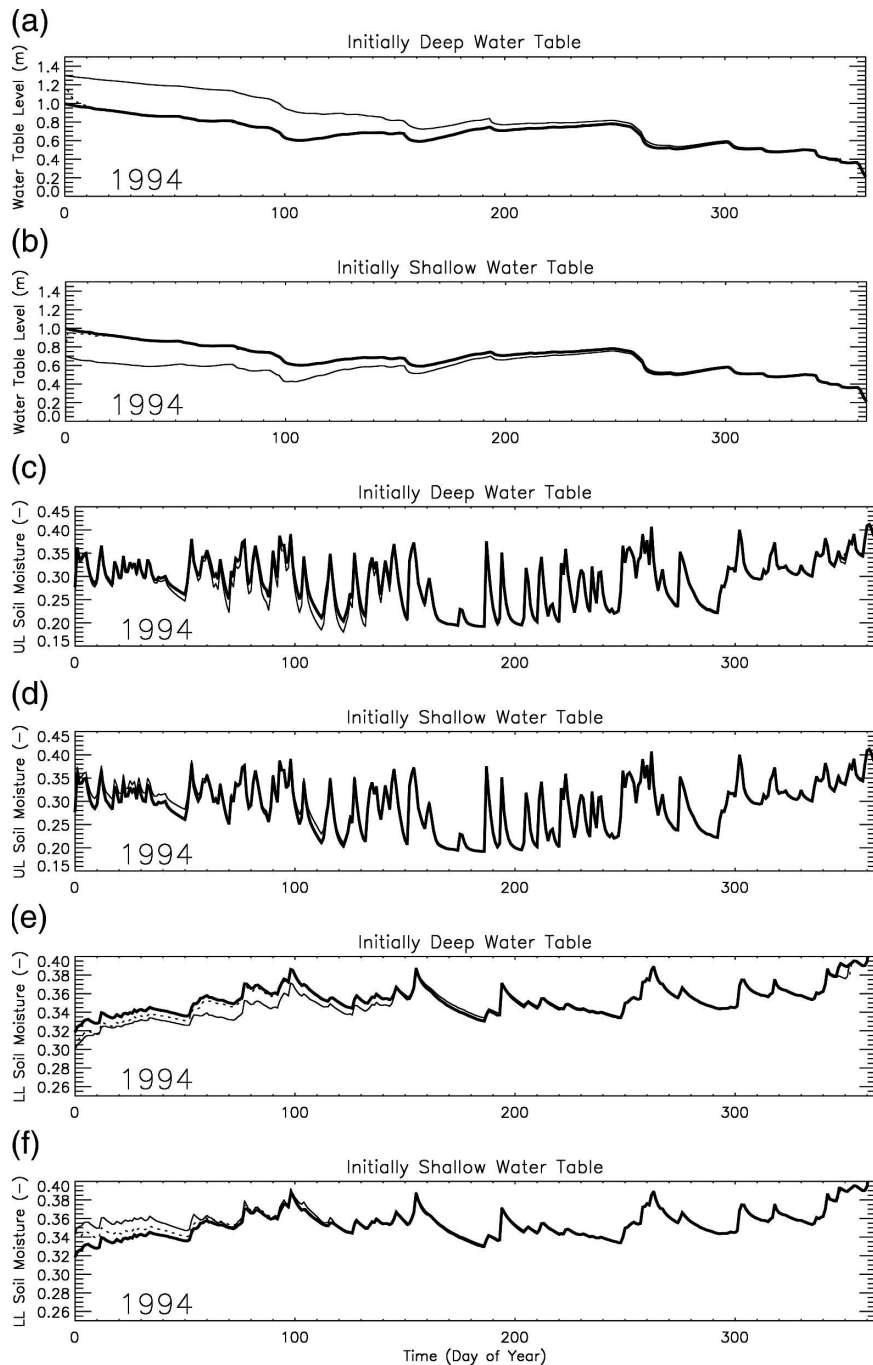 (a)
Initially Deep Water Table
Water Table Level (m)
1.4
1.2
1.0
0.8
0.6
0.4
0.2
0.0
1994
0 100 200 300
(b)
Initially Shallow Water Table
Water Table Level (m)
1.4
1.2
1.0
0.8
0.6
0.4
0.2
0.0
1994
0 100 200 300
(c)
Initially Deep Water Table
UL Soil Moisture (-)
0.45
0.40
0.35
0.30
0.25
0.20
0.15
1994
0 100 200 300
(d)
Initially Shallow Water Table
UL Soil Moisture (-)
0.45
0.40
0.35
0.30
0.25
0.20
0.15
1994
0 100 200 300
(e)
Initially Deep Water Table
LL Soil Moisture (-)
0.40
0.38
0.36
0.34
0.32
0.30
0.28
0.26
1994
0 100 200 300
(f)
Initially Shallow Water Table
LL Soil Moisture (-)
0.40
0.38
0.36
0.34
0.32
0.30
0.28
0.26
1994
0 100 200 300
Time (Day of Year)